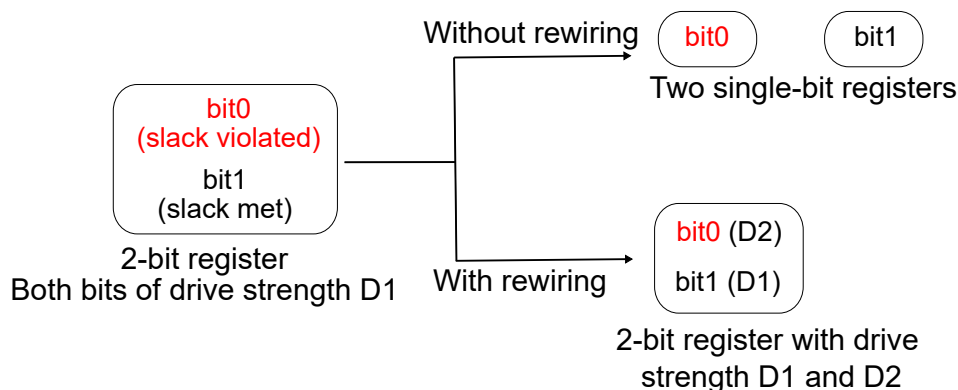 Without rewiring
bit0
bit1
Two single-bit registers
bit0
(slack violated)
bit1
(slack met)
2-bit register
Both bits of drive strength D1
With rewiring
bit0 (D2)
bit1 (D1)
2-bit register with drive
strength D1 and D2